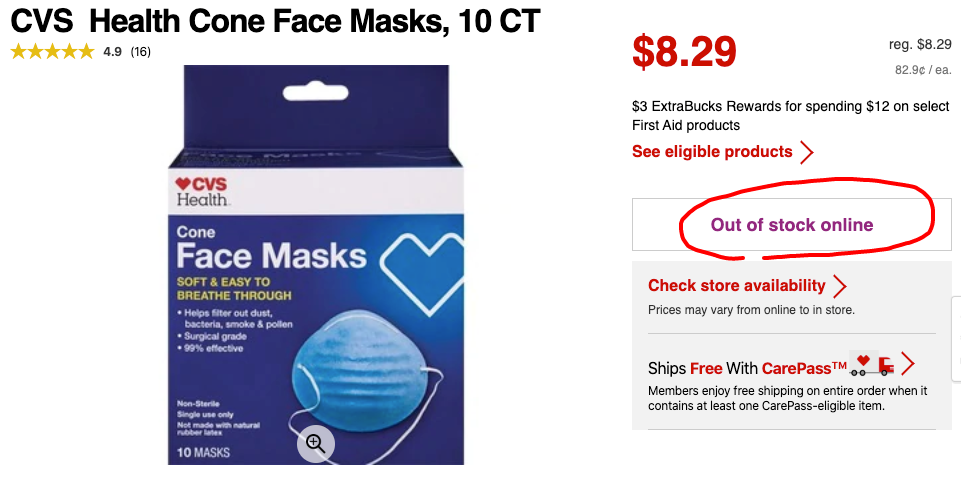 CVS Health Cone Face Masks, 10 CT
4.9 (16)
Face Masks
CVS
Health
Cone
Face Masks
SOFT & EASY TO
BREATHE THROUGH
• Helps filter out dust,
bacteria, smoke & pollen
• Surgical grade
• 99% effective
Non-Sterile
Single use only
Not made with natural
rubber latex
10 MASKS
$8.29
reg. $8.29
82.9¢ / ea.
$3 ExtraBucks Rewards for spending $12 on select
First Aid products
See eligible products
Out of stock online
Check store availability
Prices may vary from online to in store.
Ships Free With CarePass™
Members enjoy free shipping on entire order when it
contains at least one CarePass-eligible item.